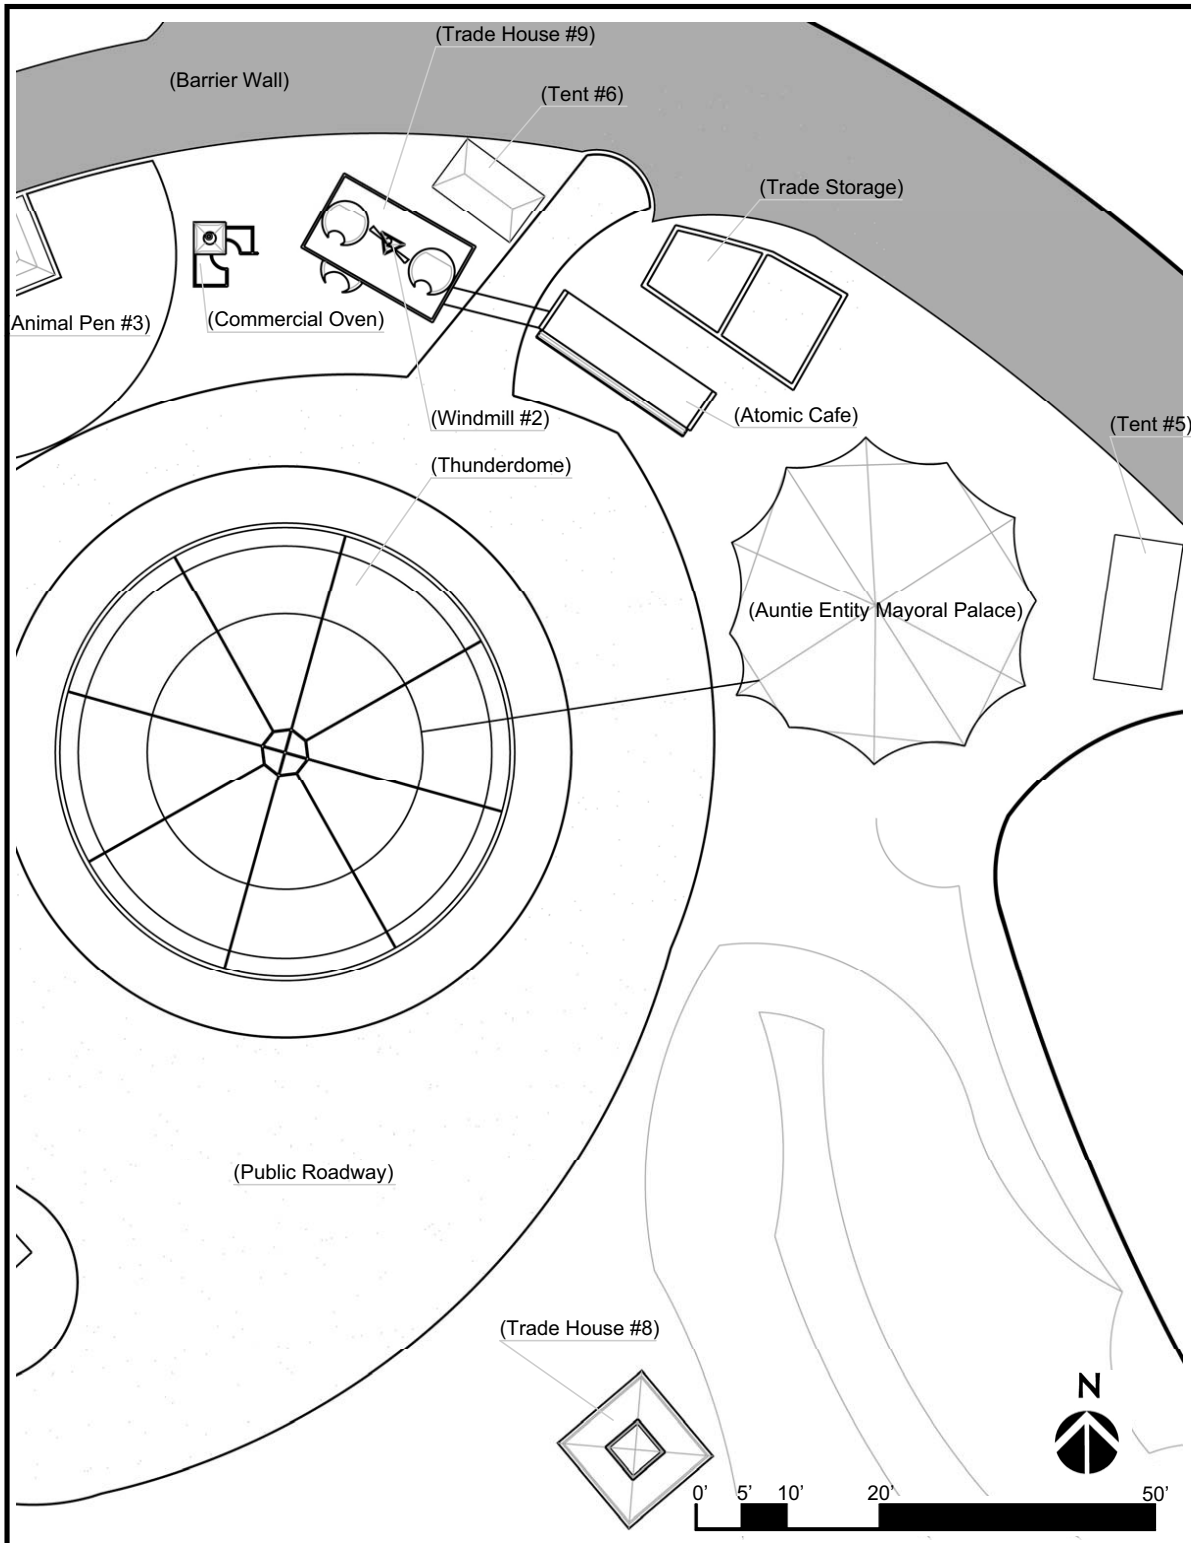 (Trade House #9)
(Barrier Wall)
(Tent #6)
(Trade Storage)
Animal Pen #3)
(Commercial Oven)
(Windmill #2)
(Atomic Cafe)
(Tent #5)
(Thunderdome)
(Auntie Entity Mayoral Palace)
(Public Roadway)
(Trade House #8)
N
0' 5' 10' 20' 50'